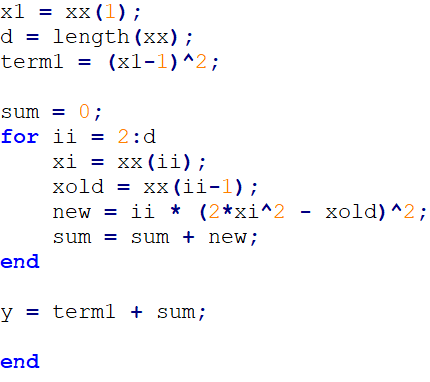 x1 = xx(1);
d = length(xx);
term1 = (x1-1)^2;
sum = 0;
for ii = 2:d
    xi = xx(ii);
    xold = xx(ii-1);
    new = ii * (2*xi^2 - xold)^2;
    sum = sum + new;
end
y = term1 + sum;
end